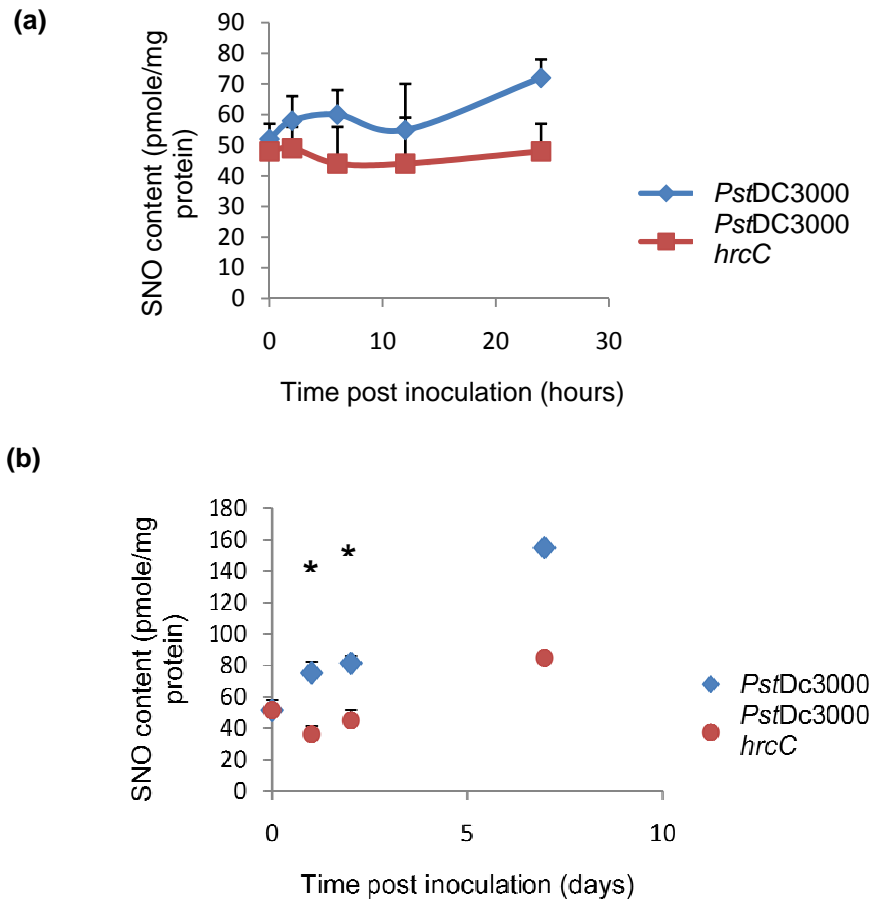 (a)
SNO content (pmole/mg
protein)
90
80
70
60
50
40
30
20
10
0
0 10 20 30
Time post inoculation (hours)
PstDC3000
PstDC3000
hrcC
(b)
SNO content (pmole/mg
protein)
180
160
140
120
100
80
60
40
20
0
* *
0 5 10
Time post inoculation (days)
PstDc3000
PstDc3000
hrcC